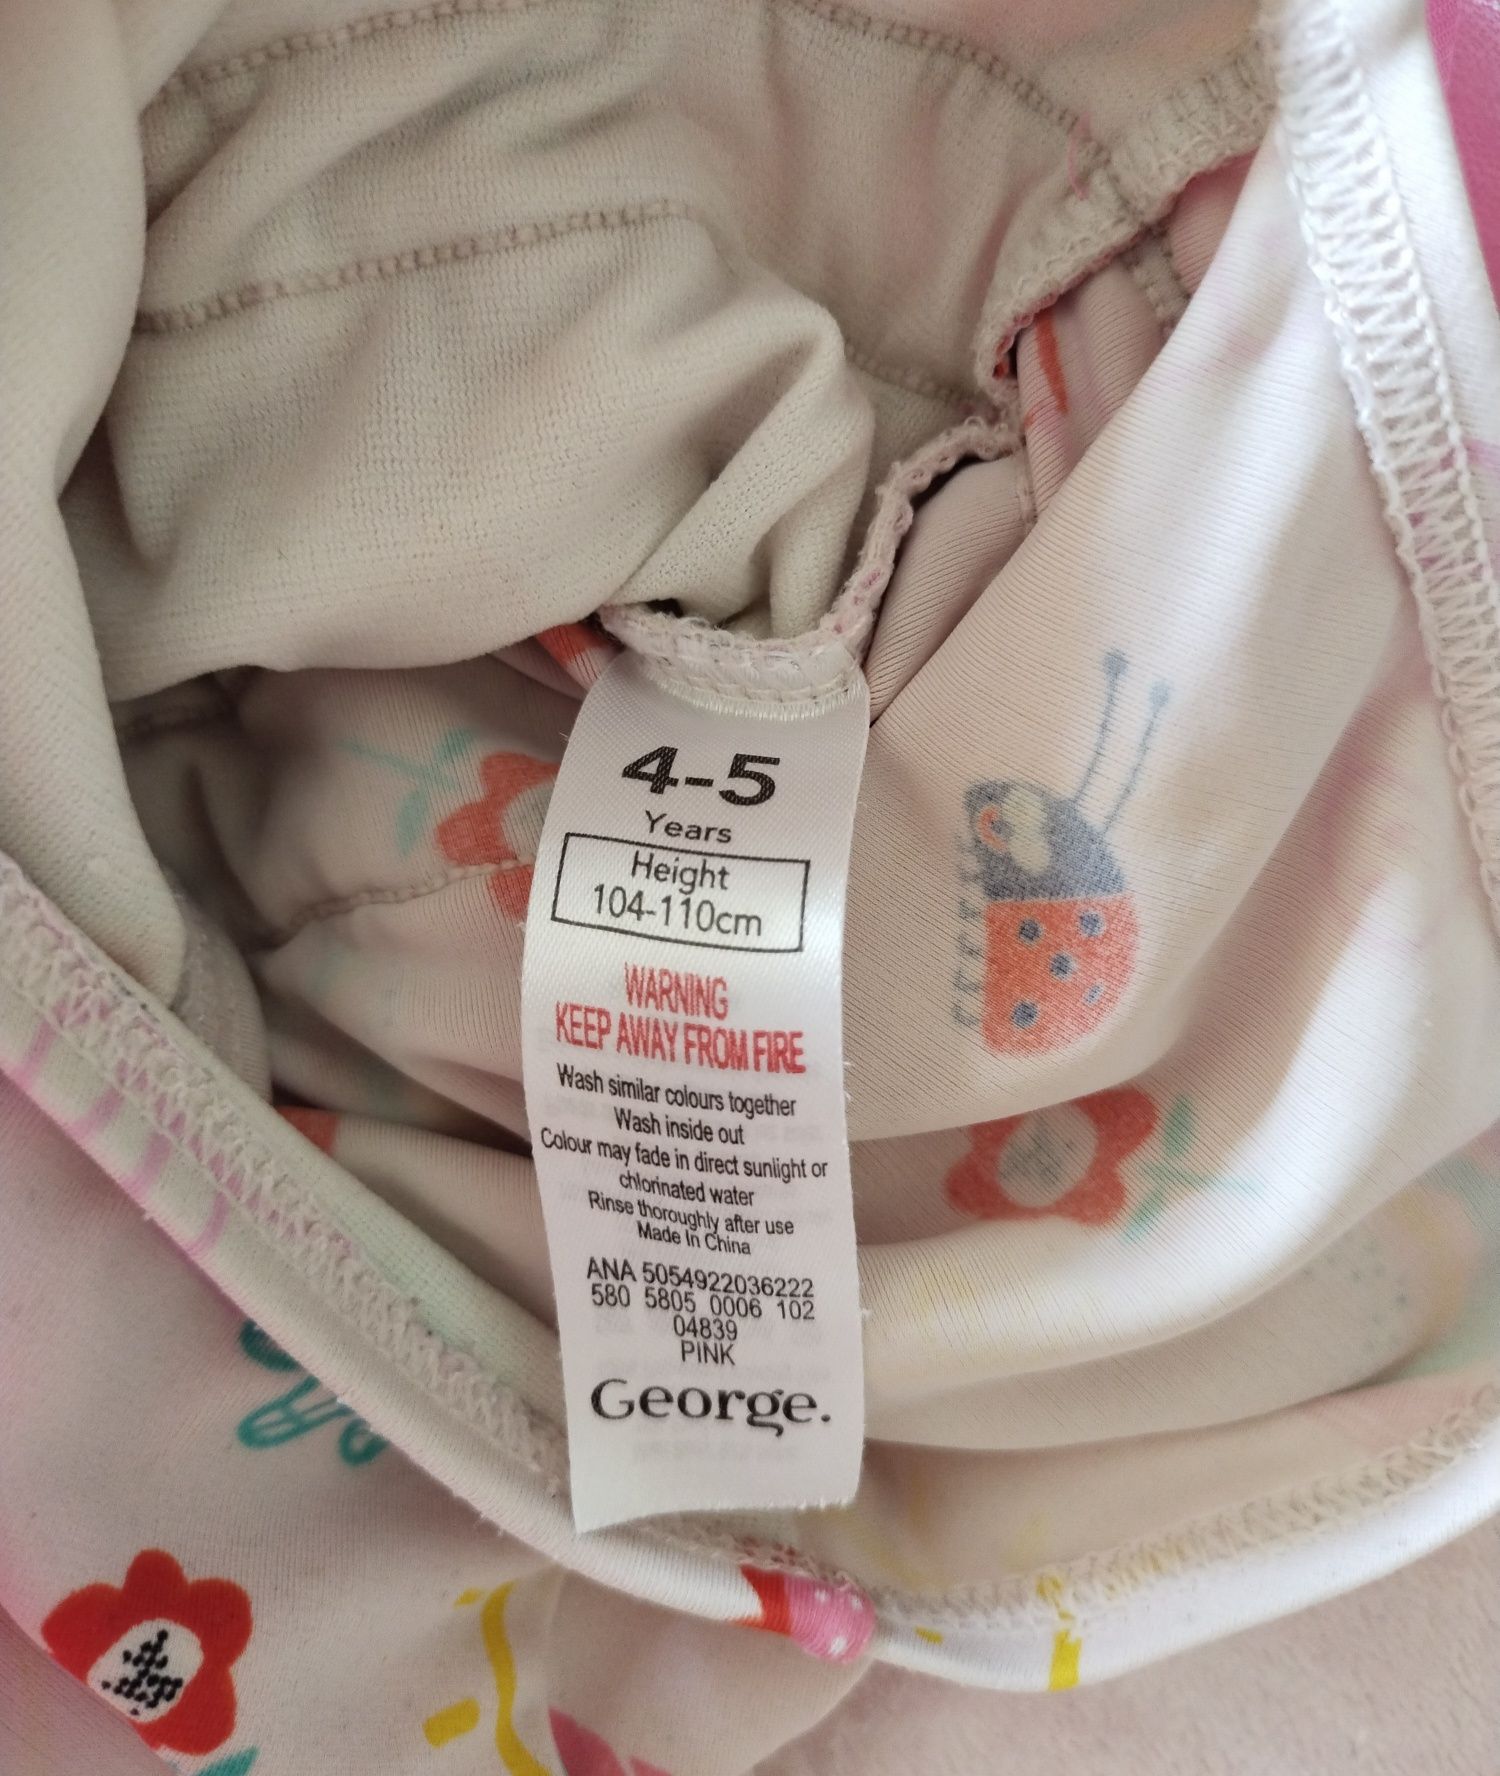 4-5
Years
Height
104-110cm
WARNING
KEEP AWAY FROM FIRE
Wash similar colours together
Wash inside out
Colour may fade in direct sunlight or
chlorinated water
Rinse thoroughly after use
Made In China
ANA 5054922036222
580 5805 0006 102
04839
PINK
George.